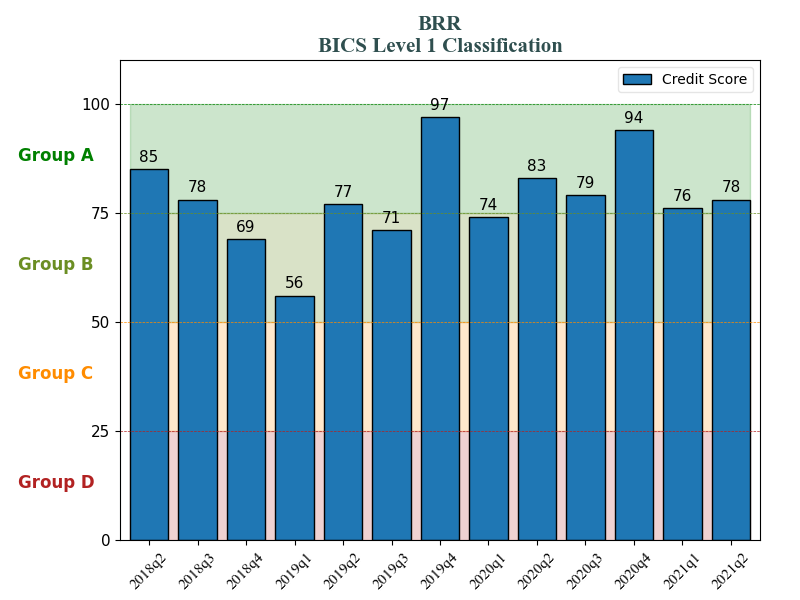 BRR
BICS Level 1 Classification
Credit Score
100
75
50
25
0
Group A
Group B
Group C
Group D
85
78
69
56
77
71
97
74
83
79
94
76
78
2018q2
2018q3
2018q4
2019q1
2019q2
2019q3
2019q4
2020q1
2020q2
2020q3
2020q4
2021q1
2021q2